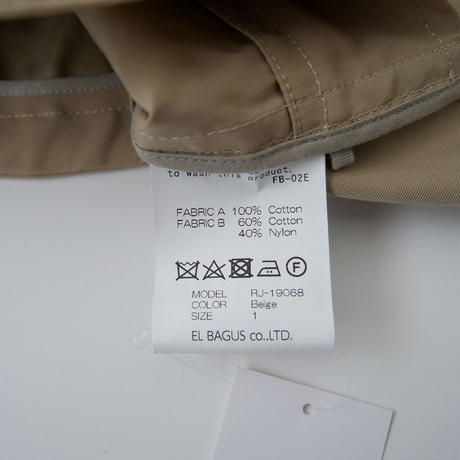 to wash this product.
FB-02E
FABRIC A 100% Cotton
FABRIC B 60% Cotton
40% Nylon
F
MODEL RJ-19068
COLOR Beige
SIZE 1
EL BAGUS co.,LTD.